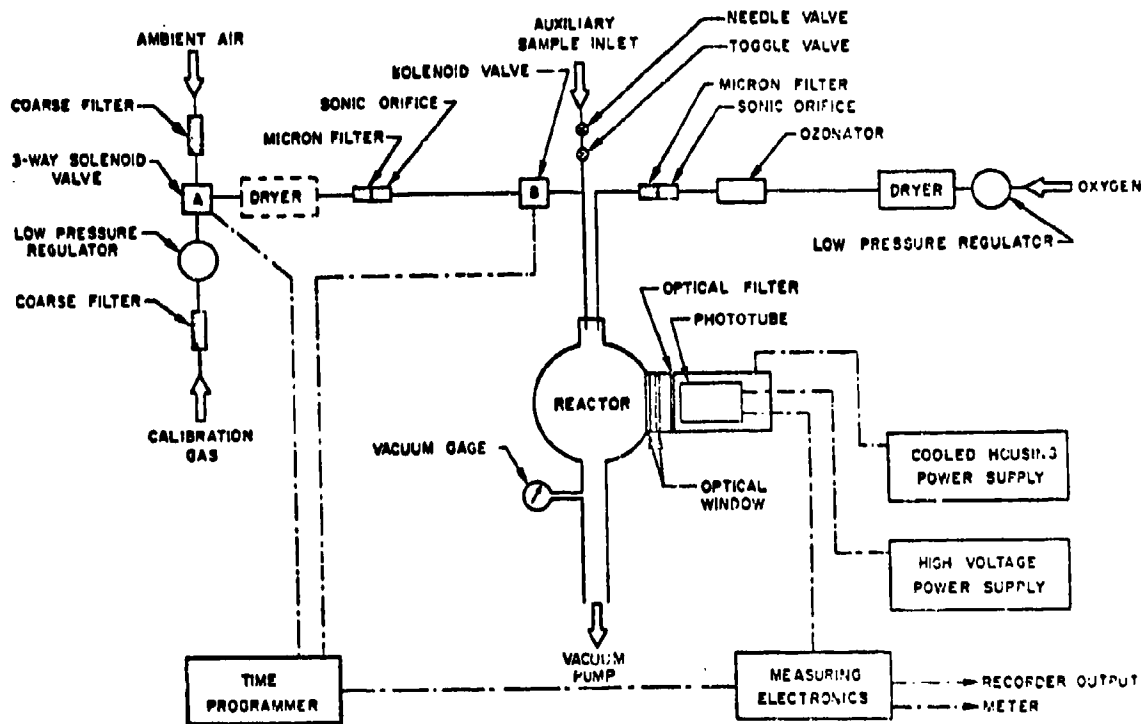 AMBIENT AIR
COARSE FILTER
3-WAY SOLENOID
VALVE
A
LOW PRESSURE
REGULATOR
COARSE FILTER
CALIBRATION
GAS
DRYER
MICRON FILTER
SONIC ORIFICE
SOLENOID VALVE
B
AUXILIARY
SAMPLE INLET
NEEDLE VALVE
TOGGLE VALVE
MICRON FILTER
SONIC ORIFICE
OZONATOR
DRYER
OXYGEN
LOW PRESSURE REGULATOR
OPTICAL FILTER
PHOTOTUBE
REACTOR
VACUUM GAGE
OPTICAL
WINDOW
COOLED HOUSING
POWER SUPPLY
HIGH VOLTAGE
POWER SUPPLY
VACUUM
PUMP
TIME
PROGRAMMER
MEASURING
ELECTRONICS
RECORDER OUTPUT
METER